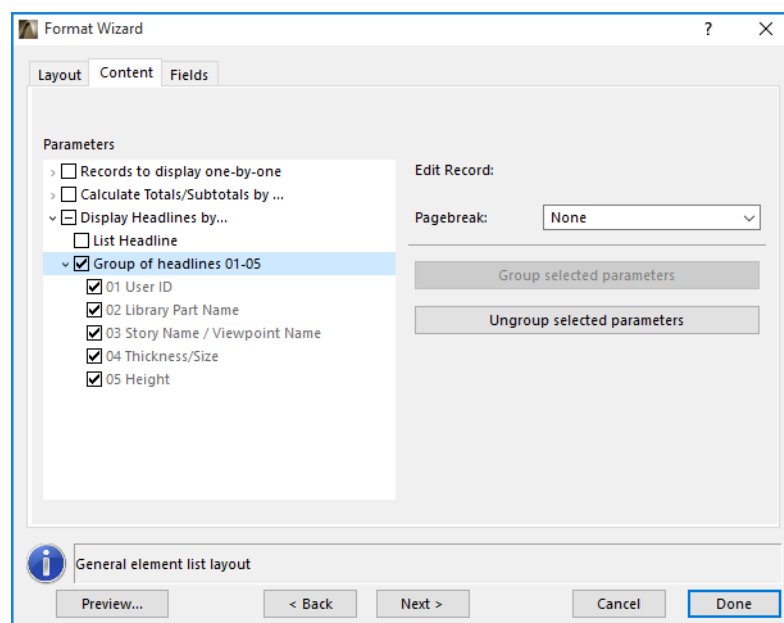 Format Wizard
?
Layout Content Fields
Parameters
Records to display one-by-one
Calculate Totals/Subtotals by ...
Display Headlines by...
List Headline
Group of headlines 01-05
01 User ID
02 Library Part Name
03 Story Name / Viewpoint Name
04 Thickness/Size
05 Height
Edit Record:
Pagebreak: None
Group selected parameters
Ungroup selected parameters
General element list layout
Preview... < Back Next > Cancel Done